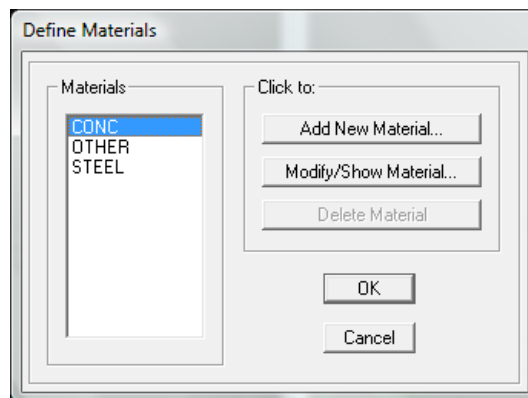 Define Materials
Materials
CONC
OTHER
STEEL
Click to:
Add New Material...
Modify/Show Material...
Delete Material
OK
Cancel